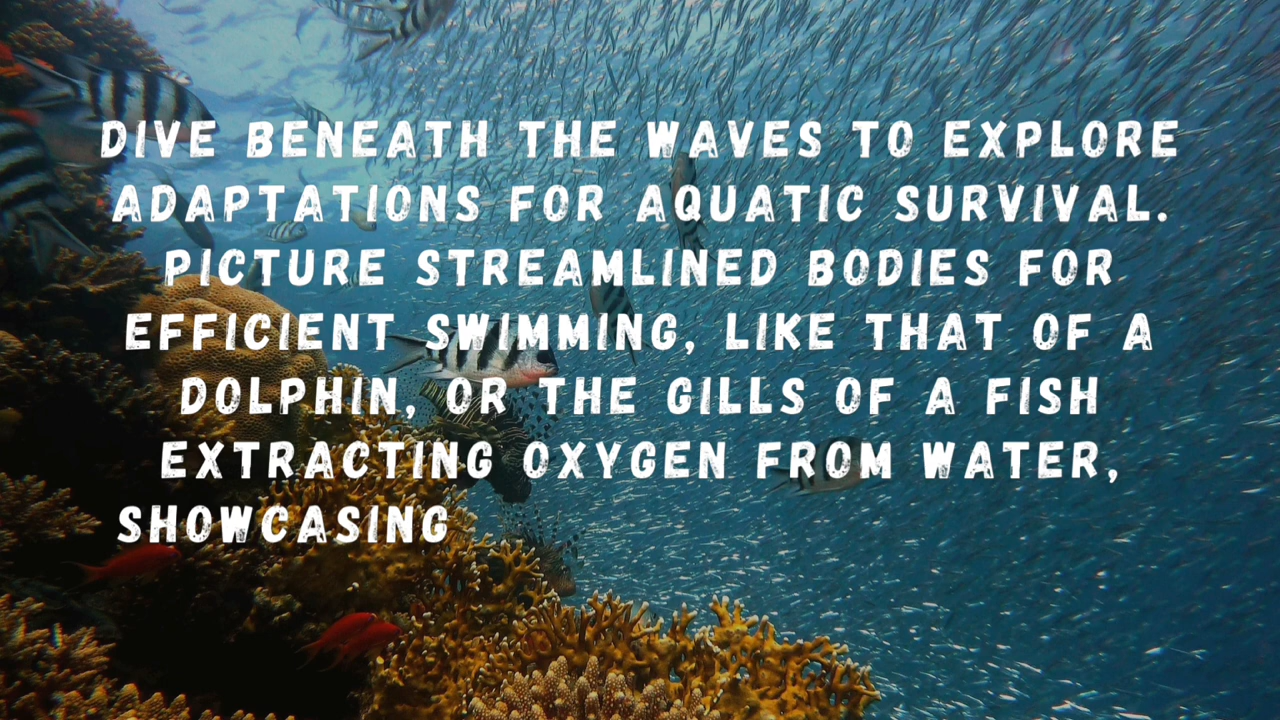 DIVE BENEATH THE WAVES TO EXPLORE
ADAPTATIONS FOR AQUATIC SURVIVAL.
PICTURE STREAMLINED BODIES FOR
EFFICIENT SWIMMING, LIKE THAT OF A
DOLPHIN, OR THE GILLS OF A FISH
EXTRACTING OXYGEN FROM WATER,
SHOWCASING